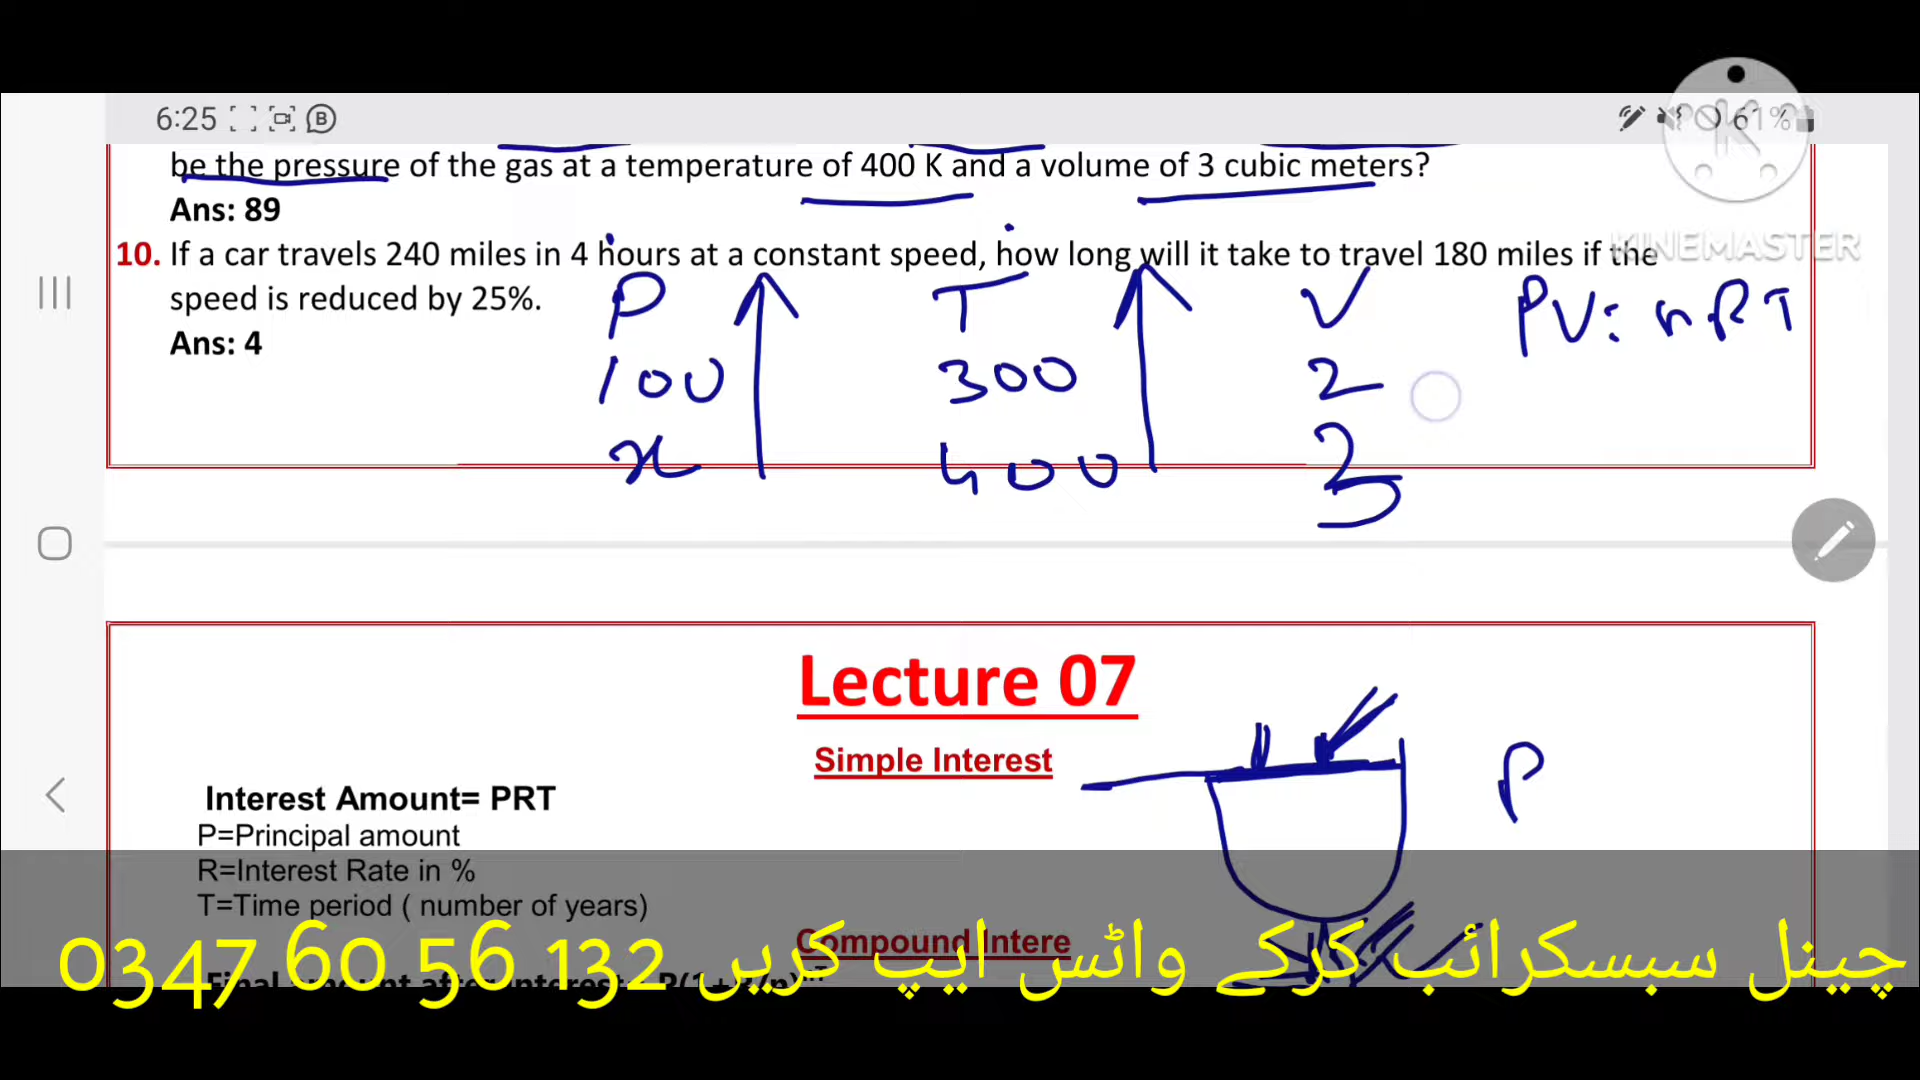 6:25
61%
KINEMASTER
be the pressure of the gas at a temperature of 400 K and a volume of 3 cubic meters?
Ans: 89
10. If a car travels 240 miles in 4 hours at a constant speed, how long will it take to travel 180 miles if the
speed is reduced by 25%.
Ans: 4
P T V PV: nRT
100 300 2
x 400 3
Lecture 07
Simple Interest
P
Interest Amount= PRT
P=Principal amount
R=Interest Rate in %
T=Time period ( number of years)
Compound Intere
چینل سبسکرائب کرکے واٹس ایپ کریں 0347 60 56 132